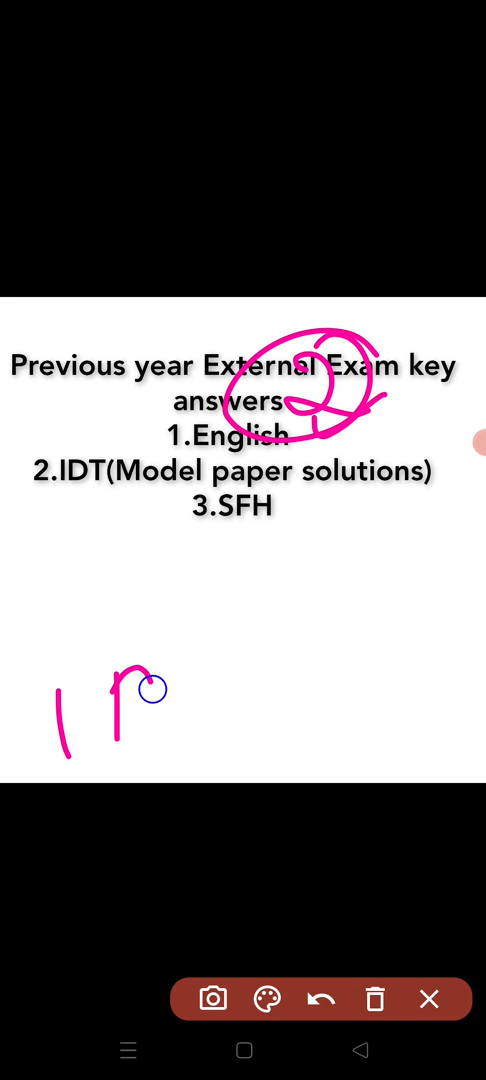 Previous year External Exam key
answers
1.English
2.IDT(Model paper solutions)
3.SFH